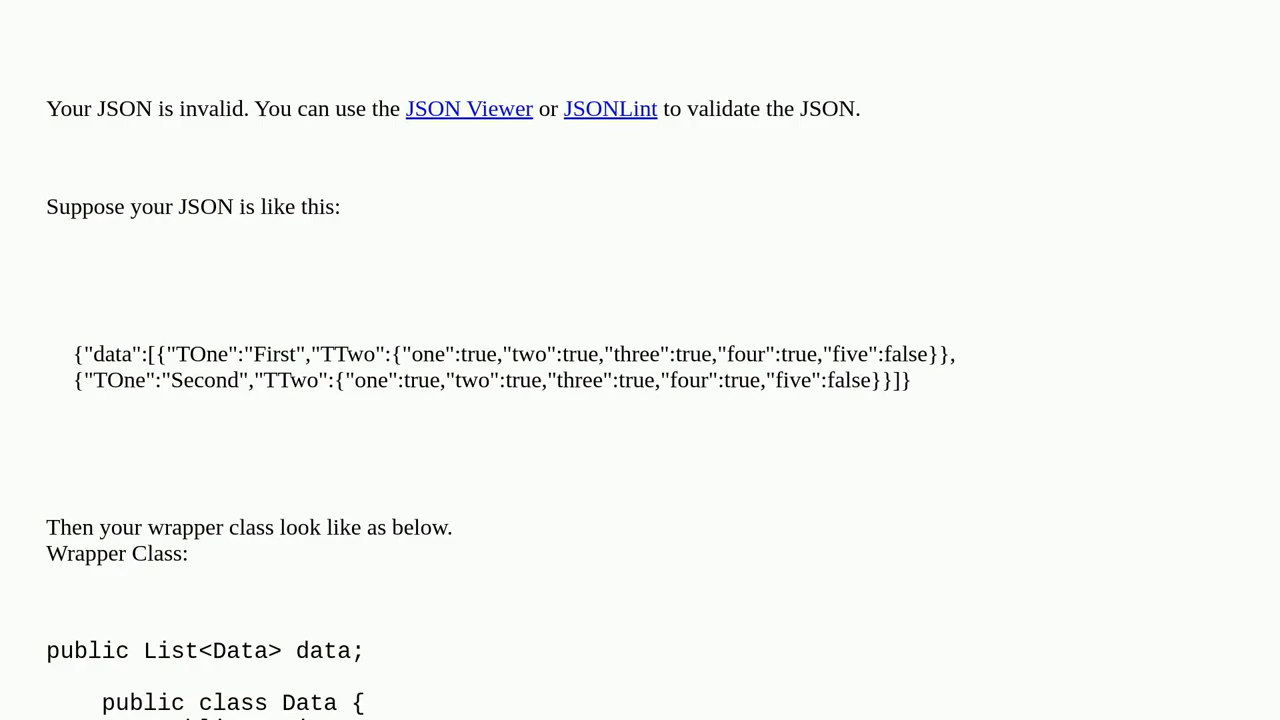 Your JSON is invalid. You can use the JSON Viewer or JSONLint to validate the JSON.
Suppose your JSON is like this:
{"data":[{"TOne":"First","TTwo":{"one":true,"two":true,"three":true,"four":true,"five":false}},
{"TOne":"Second","TTwo":{"one":true,"two":true,"three":true,"four":true,"five":false}}]}
Then your wrapper class look like as below.
Wrapper Class:
public List<Data> data;
public class Data {